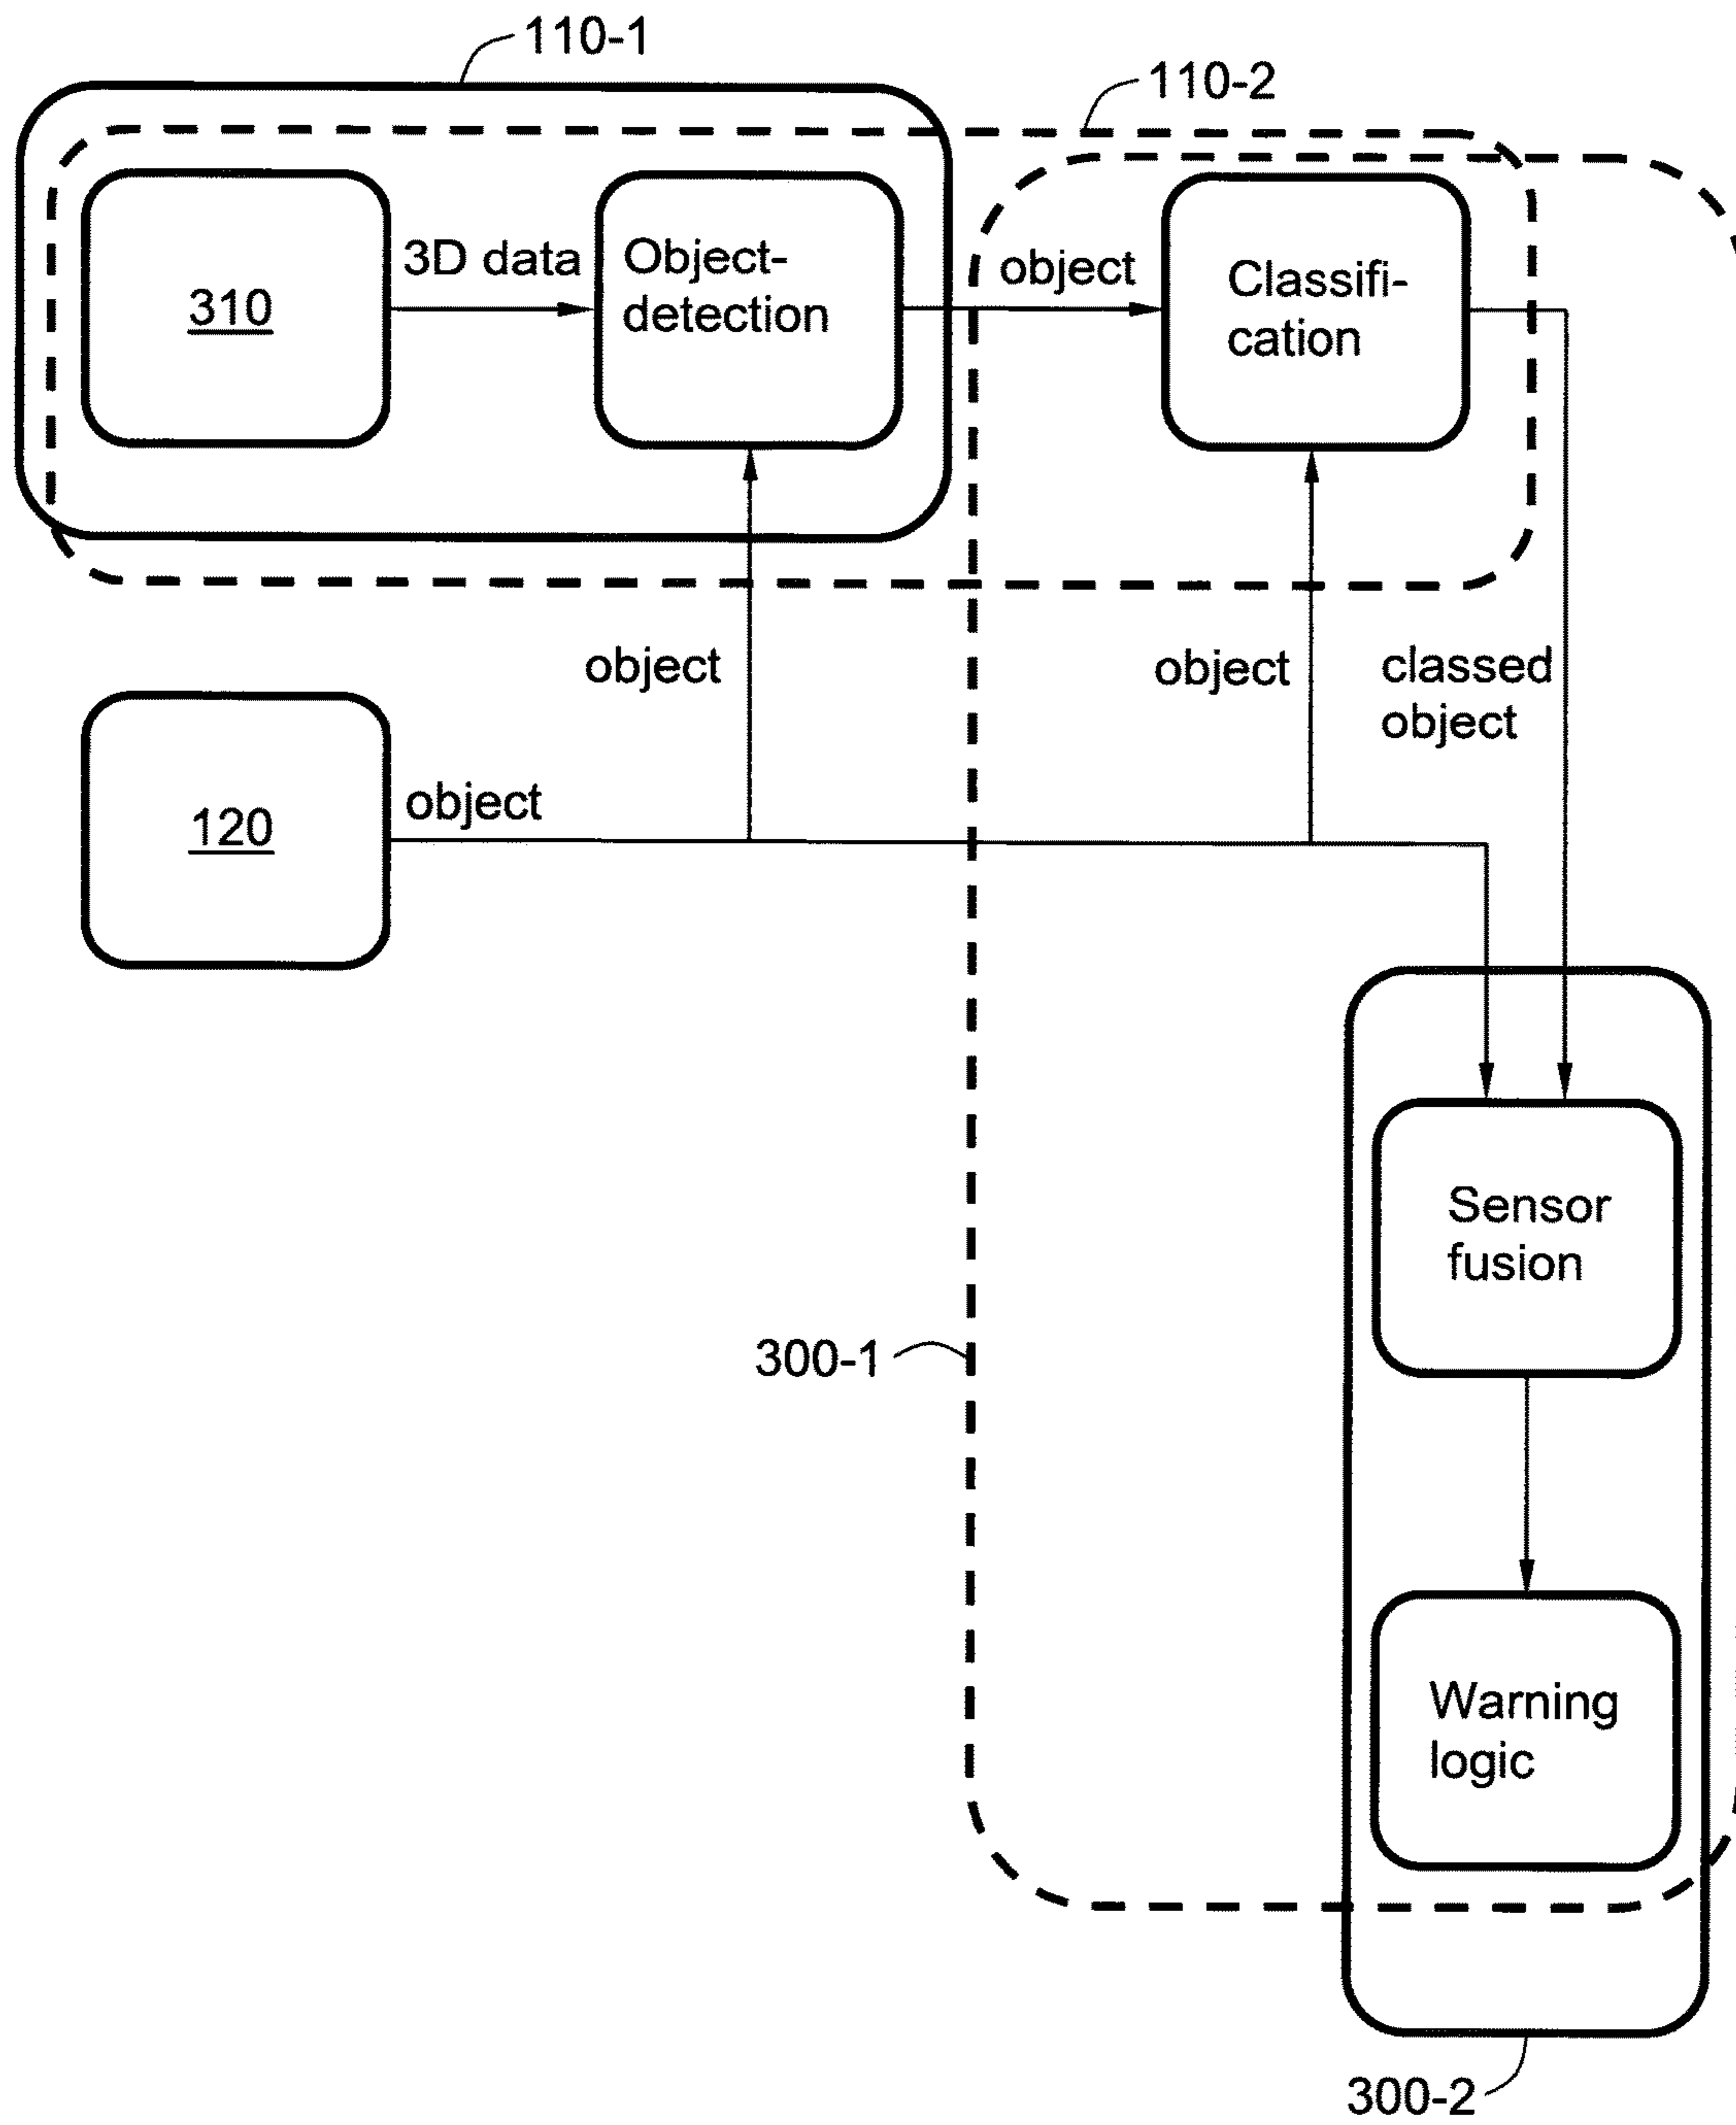 110-1
110-2
310
3D data
Object-
detection
object
Classifi-
cation
object
object
classed
object
120
object
Sensor
fusion
300-1
Warning
logic
300-2